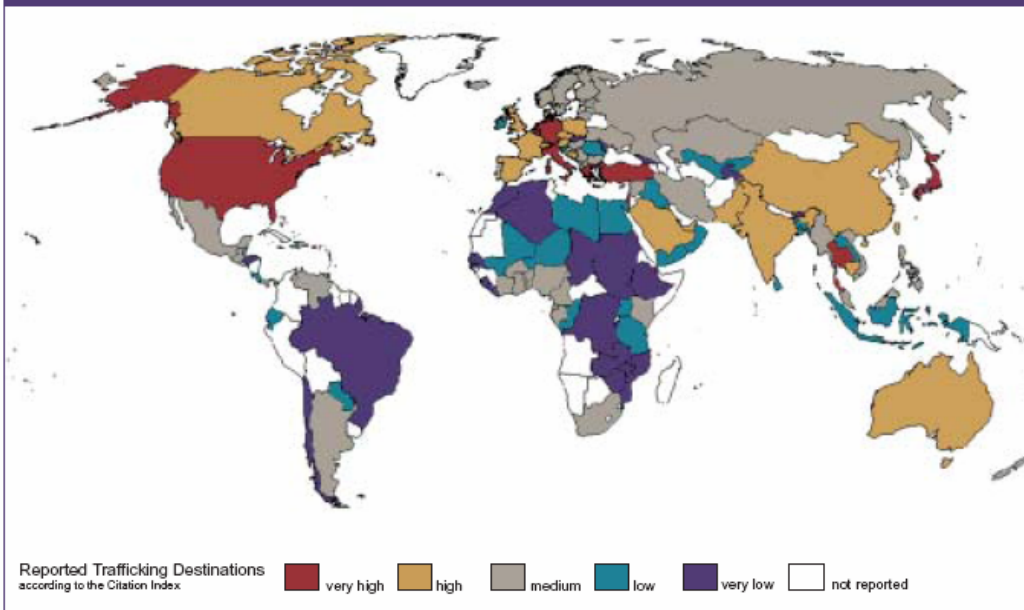 Reported Trafficking Destinations
according to the Citation Index
very high
high
medium
low
very low
not reported